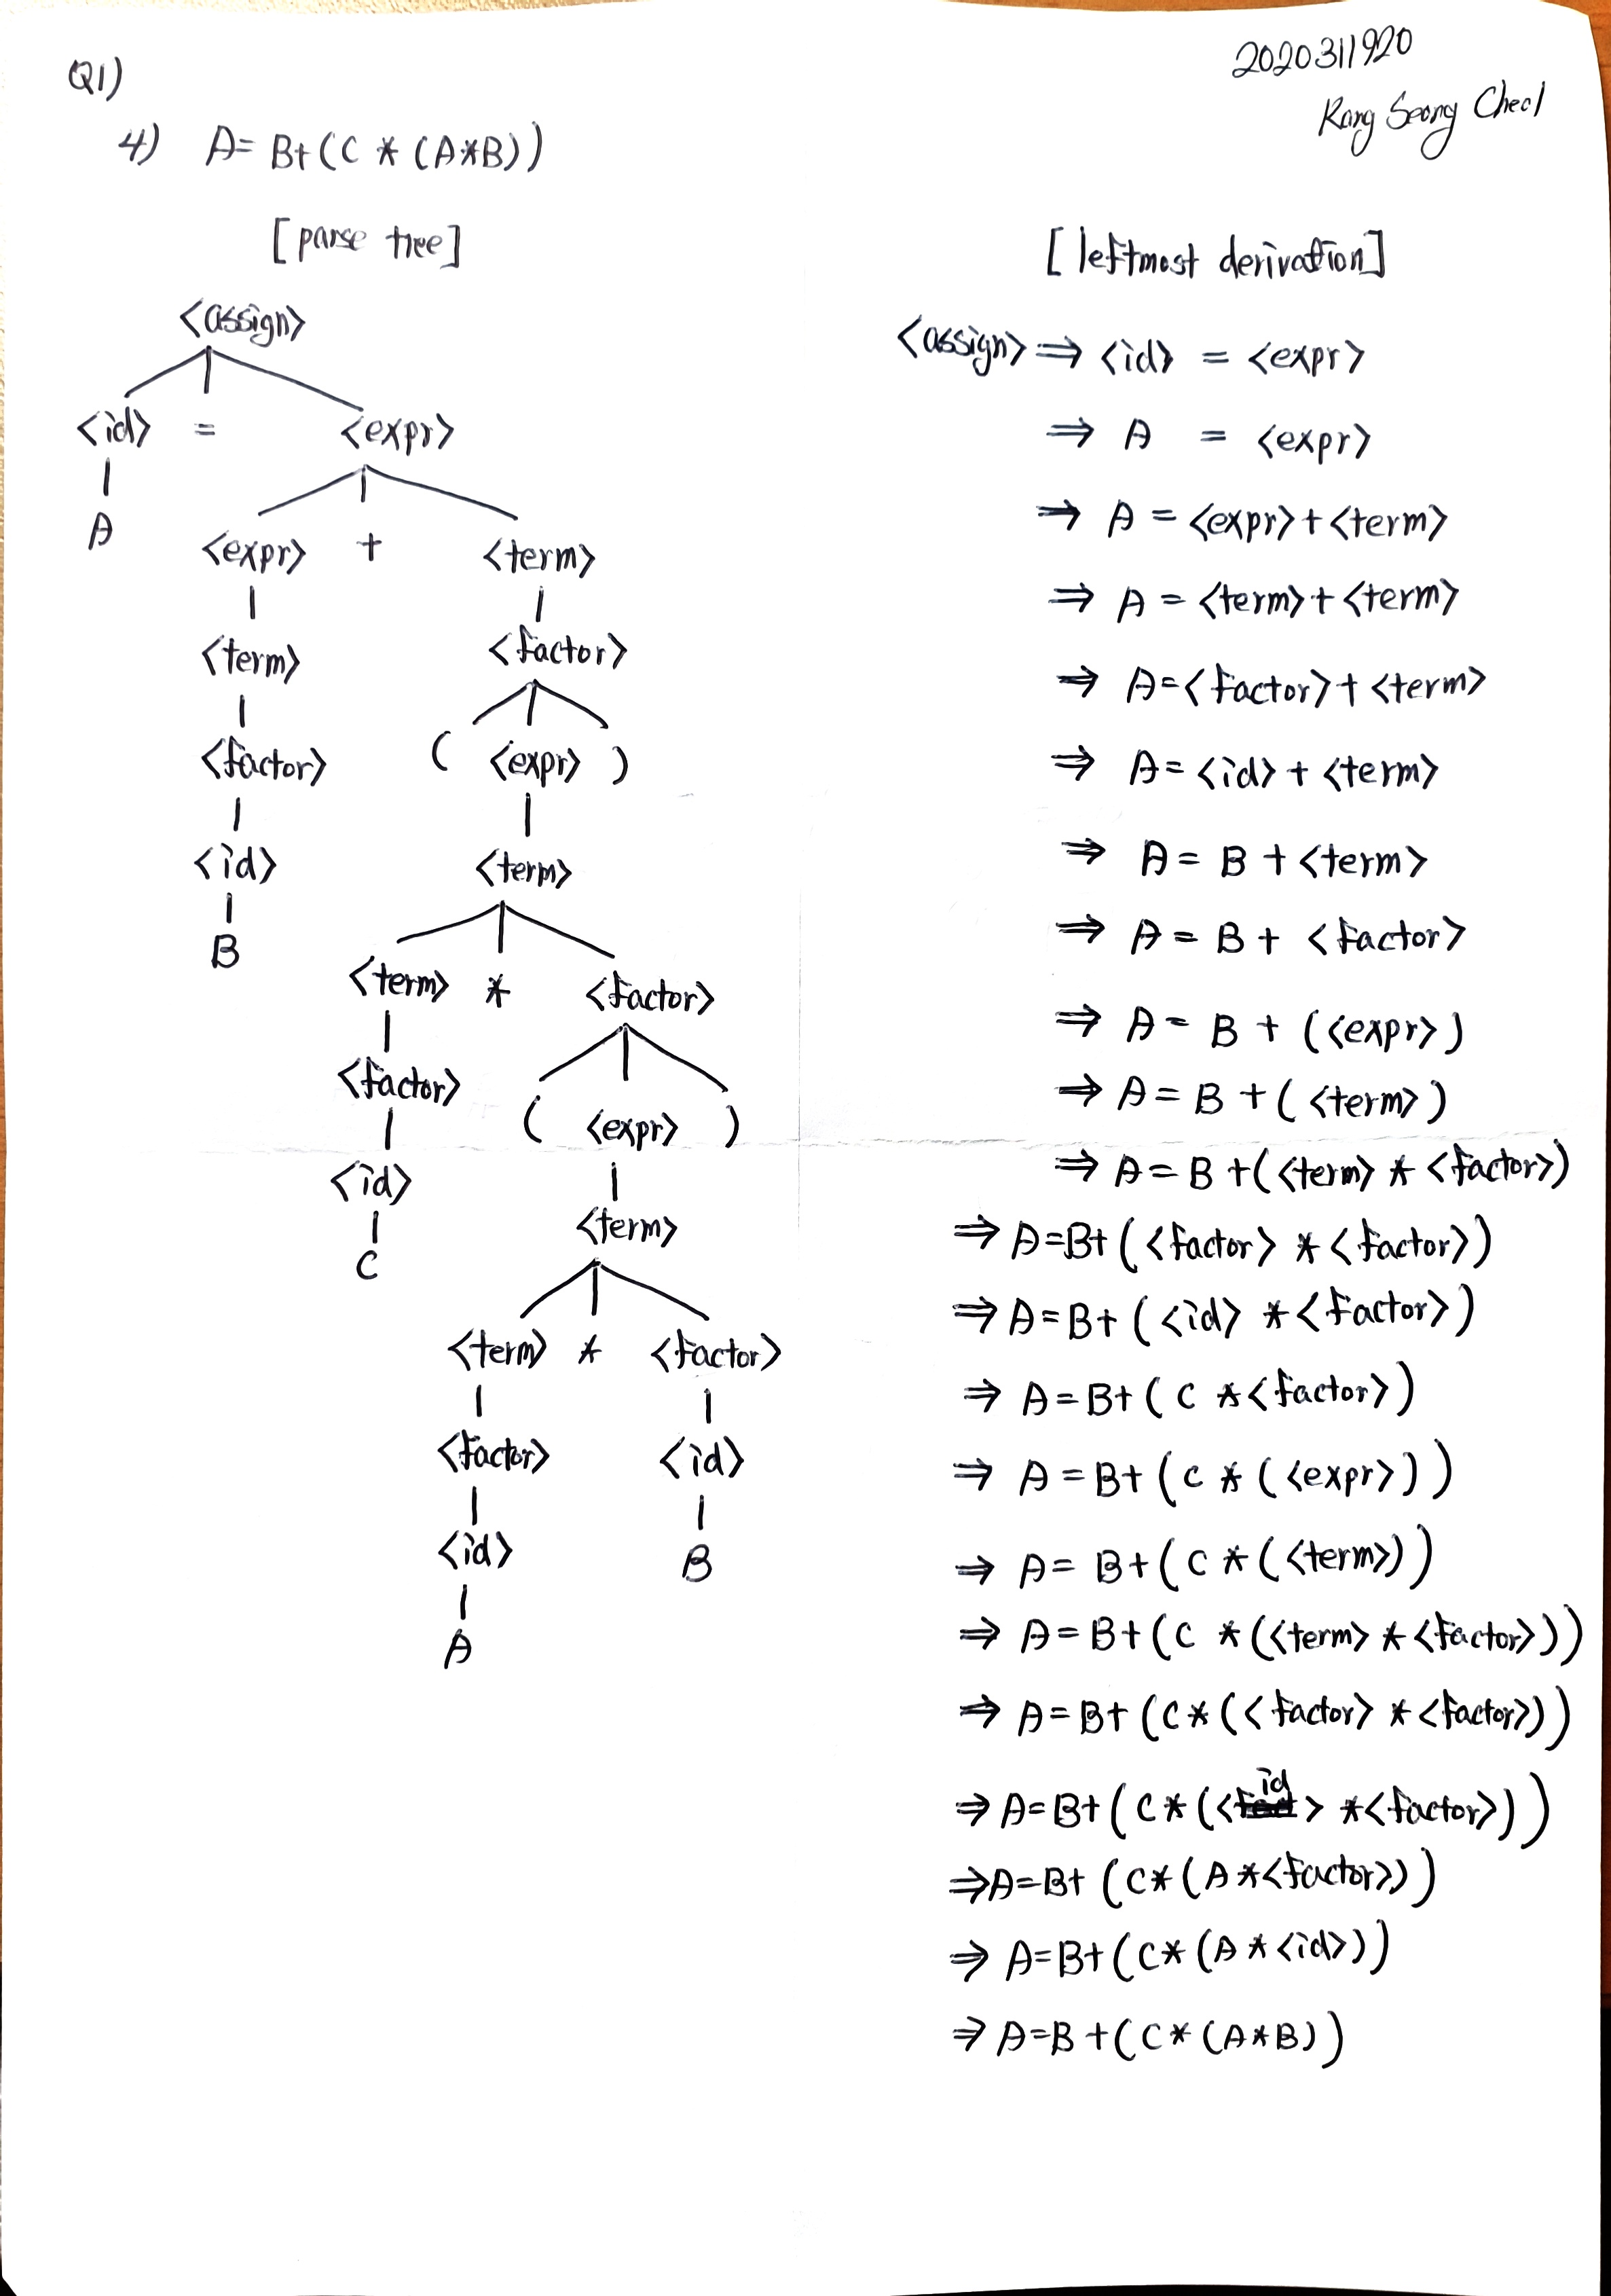 Q1)
2020311920
Kang Seong Cheol
4) A= B+(C * (A*B))
[parse tree]
<assign>
<id> = <expr>
A
<expr> + <term>
<term> <factor>
<factor> ( <expr> )
<id> <term>
B
<term> * <factor>
<factor> ( <expr> )
<id> <term>
C
<term> * <factor>
<factor> <id>
<id> B
A
[leftmost derivation]
<assign> ⇒ <id> = <expr>
⇒ A = <expr>
⇒ A = <expr>+<term>
⇒ A = <term>+<term>
⇒ A=<factor>+<term>
⇒ A=<id>+<term>
⇒ A= B +<term>
⇒ A = B + <factor>
⇒ A= B + (<expr>)
⇒ A= B +( <term>)
⇒ A=B +(<term> * <factor>)
⇒ A=B+(<factor> *<factor>)
⇒ A=B+ ( <id> *<factor>)
⇒ A=B+( C *<factor>)
⇒ A =B+(C *(<expr>))
⇒ A= B+(C *(<term>))
⇒ A=B+(C *(<term> *<factor>))
⇒ A=B+ (C*(<factor> *<factor>))
⇒ A=B+( C*(<id> *<factor>))
⇒A=B+ (C*(A*<factor>))
⇒ A=B+(C*(A*<id>))
⇒ A=B +(C*(A*B))